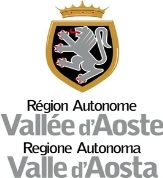 Région Autonome
Vallée d'Aoste
Regione Autonoma
Valle d'Aosta